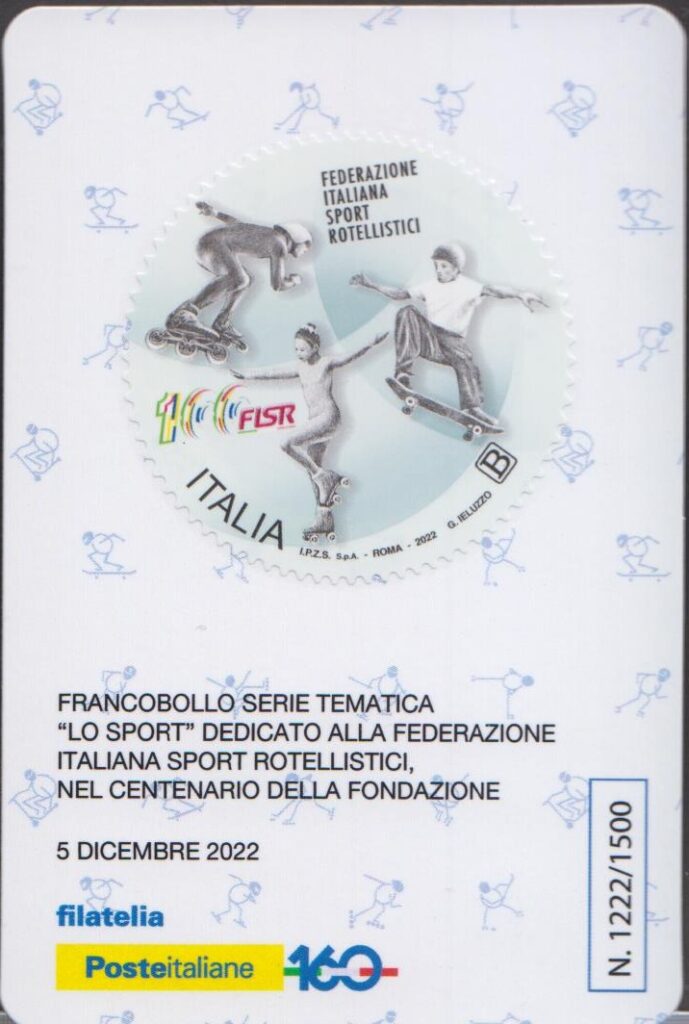 FEDERAZIONE
ITALIANA
SPORT
ROTELLISTICI
100 FISR
ITALIA
I.P.Z.S. S.p.A. - ROMA - 2022 G. IELUZZO
B
FRANCOBOLLO SERIE TEMATICA
“LO SPORT” DEDICATO ALLA FEDERAZIONE
ITALIANA SPORT ROTELLISTICI,
NEL CENTENARIO DELLA FONDAZIONE
5 DICEMBRE 2022
filatelia
Posteitaliane 160
N. 1222/1500